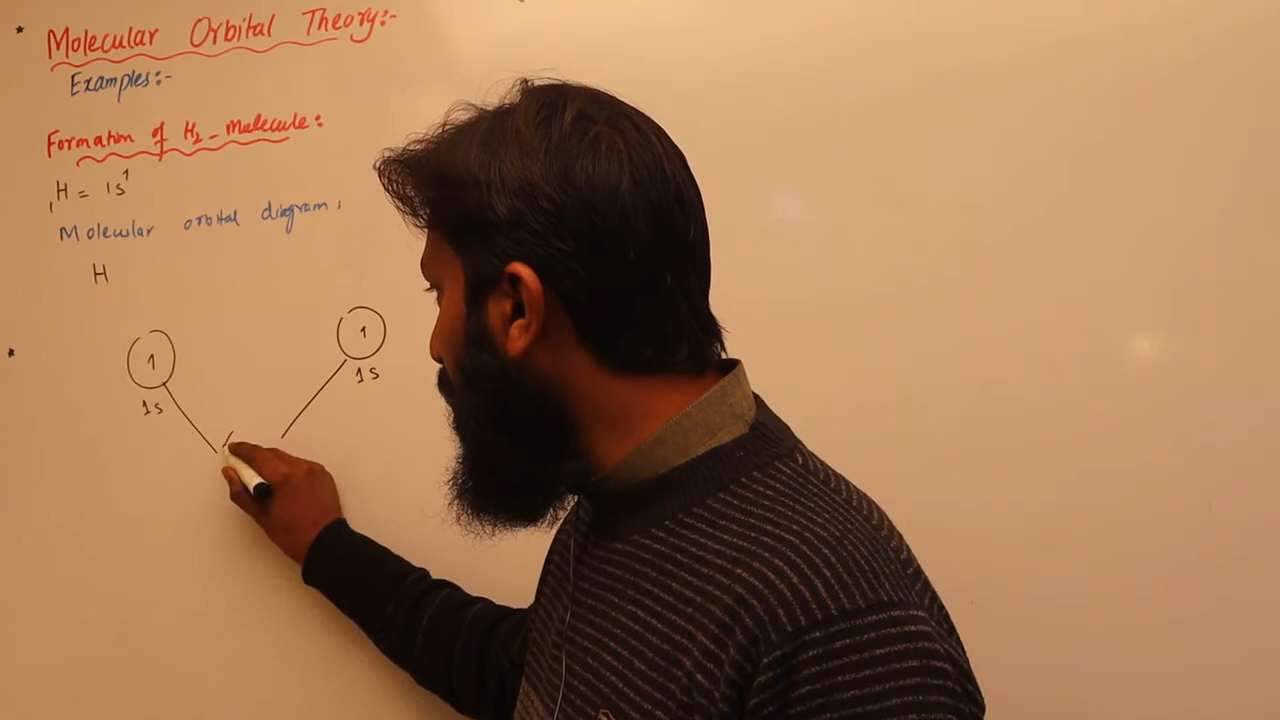 * Molecular Orbital Theory:-
Examples:-
Formation of H₂-Molecule:
₁H = 1s¹
Molecular orbital diagram,
H
1
1
1s
1s
*